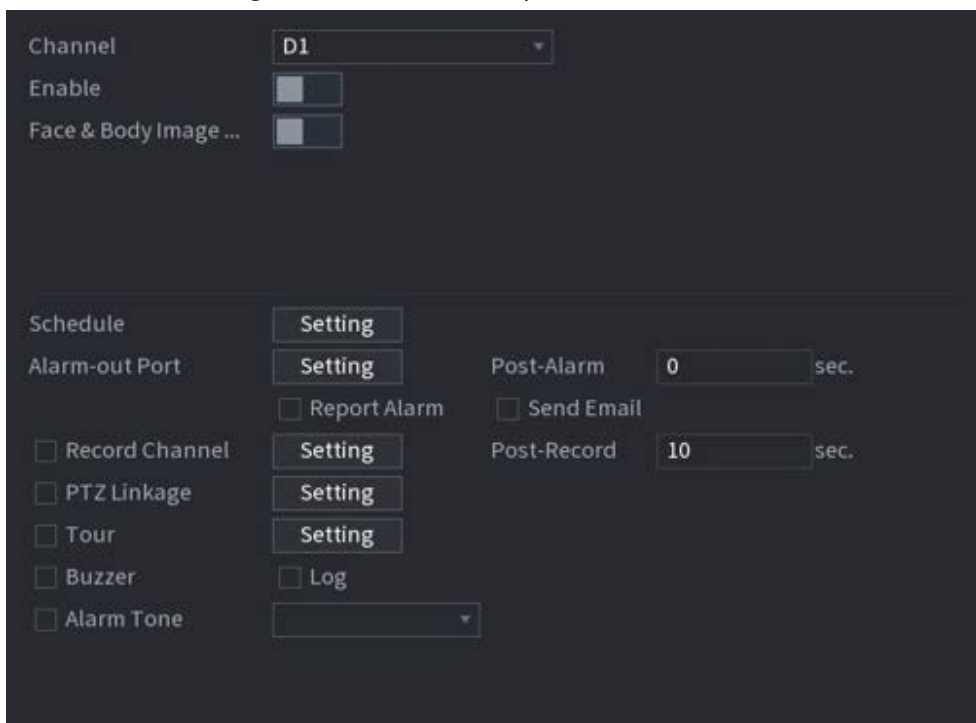 Channel D1
Enable
Face & Body Image ...
Schedule Setting
Alarm-out Port Setting Post-Alarm 0 sec.
Report Alarm Send Email
Record Channel Setting Post-Record 10 sec.
PTZ Linkage Setting
Tour Setting
Buzzer Log
Alarm Tone